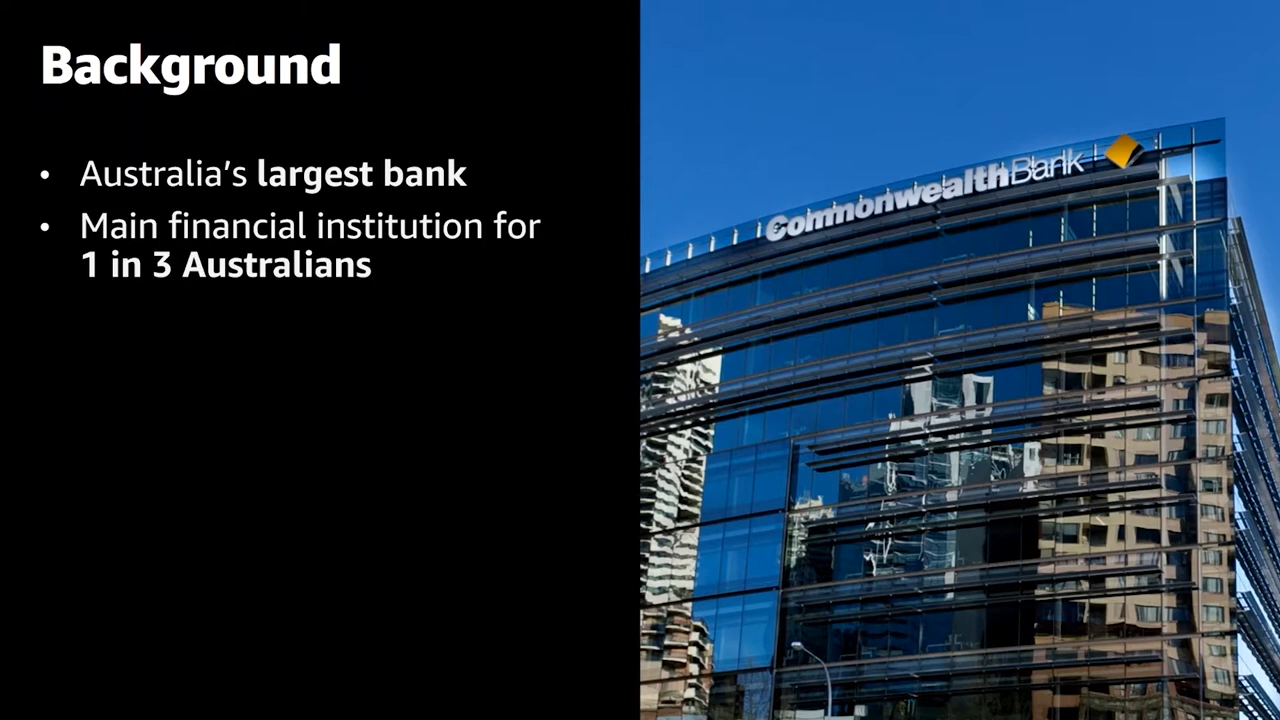 Background
• Australia's largest bank
• Main financial institution for
1 in 3 Australians
CommonwealthBank